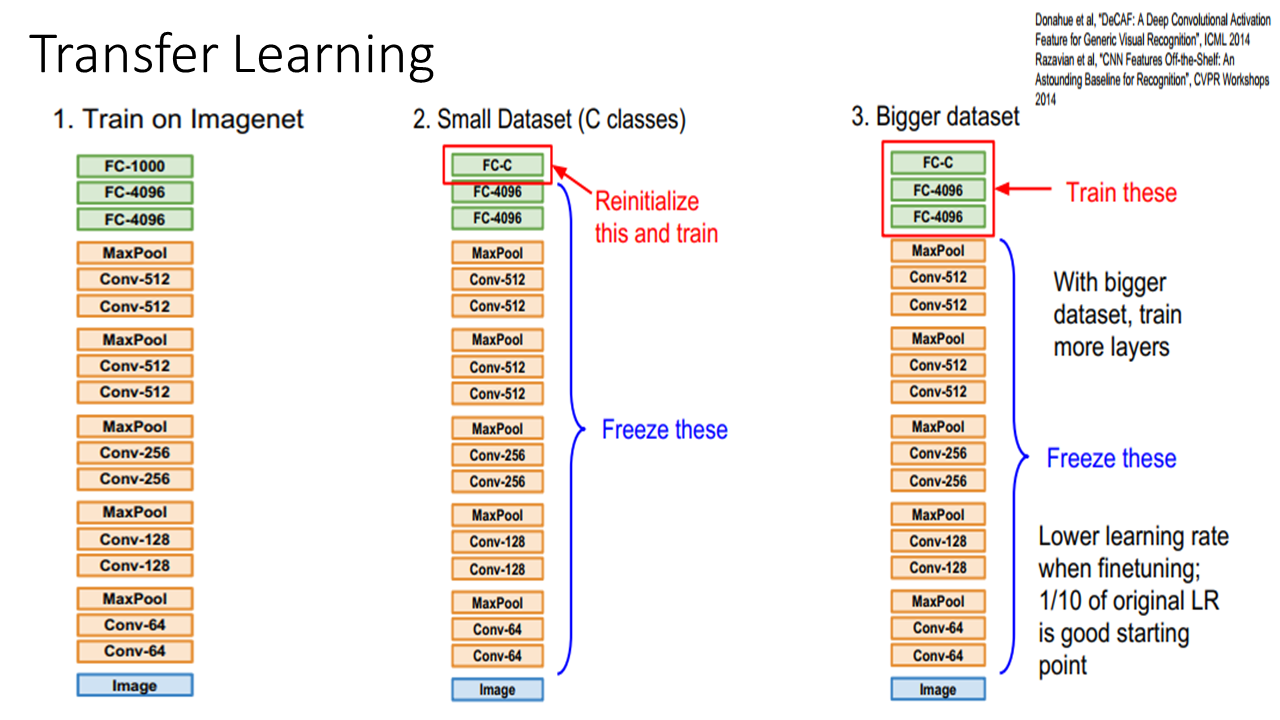 Transfer Learning
Donahue et al, "DeCAF: A Deep Convolutional Activation
Feature for Generic Visual Recognition", ICML 2014
Razavian et al, "CNN Features Off-the-Shelf: An
Astounding Baseline for Recognition", CVPR Workshops
2014
1. Train on Imagenet
FC-1000
FC-4096
FC-4096
MaxPool
Conv-512
Conv-512
MaxPool
Conv-512
Conv-512
MaxPool
Conv-256
Conv-256
MaxPool
Conv-128
Conv-128
MaxPool
Conv-64
Conv-64
Image
2. Small Dataset (C classes)
FC-C
FC-4096
FC-4096
MaxPool
Conv-512
Conv-512
MaxPool
Conv-512
Conv-512
MaxPool
Conv-256
Conv-256
MaxPool
Conv-128
Conv-128
MaxPool
Conv-64
Conv-64
Image
Reinitialize
this and train
Freeze these
3. Bigger dataset
FC-C
FC-4096
FC-4096
MaxPool
Conv-512
Conv-512
MaxPool
Conv-512
Conv-512
MaxPool
Conv-256
Conv-256
MaxPool
Conv-128
Conv-128
MaxPool
Conv-64
Conv-64
Image
Train these
With bigger
dataset, train
more layers
Freeze these
Lower learning rate
when finetuning;
1/10 of original LR
is good starting
point